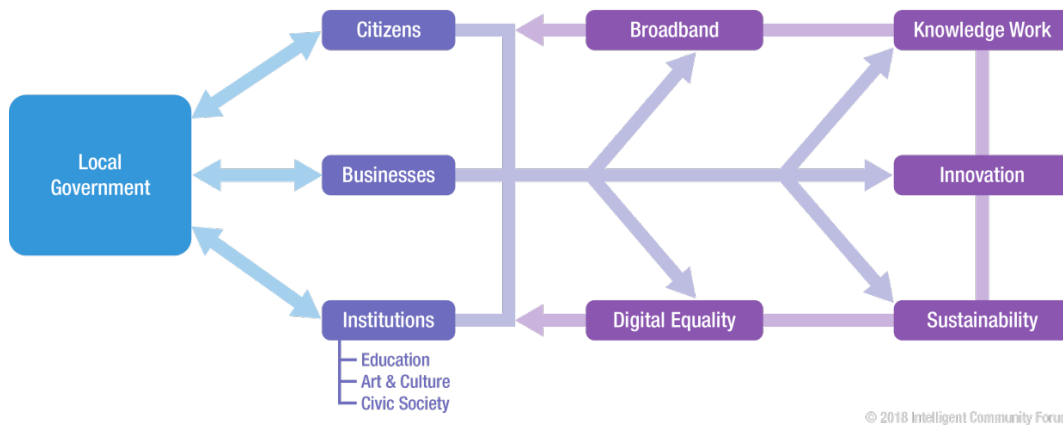 Citizens
Broadband
Knowledge Work
Local
Government
Businesses
Innovation
Institutions
Digital Equality
Sustainability
Education
Art & Culture
Civic Society
© 2018 Intelligent Community Foru